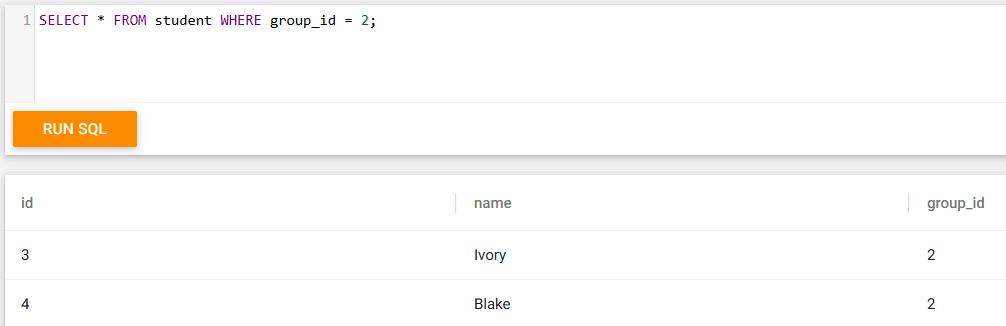 1 SELECT * FROM student WHERE group_id = 2;
RUN SQL
id name group_id
3 Ivory 2
4 Blake 2